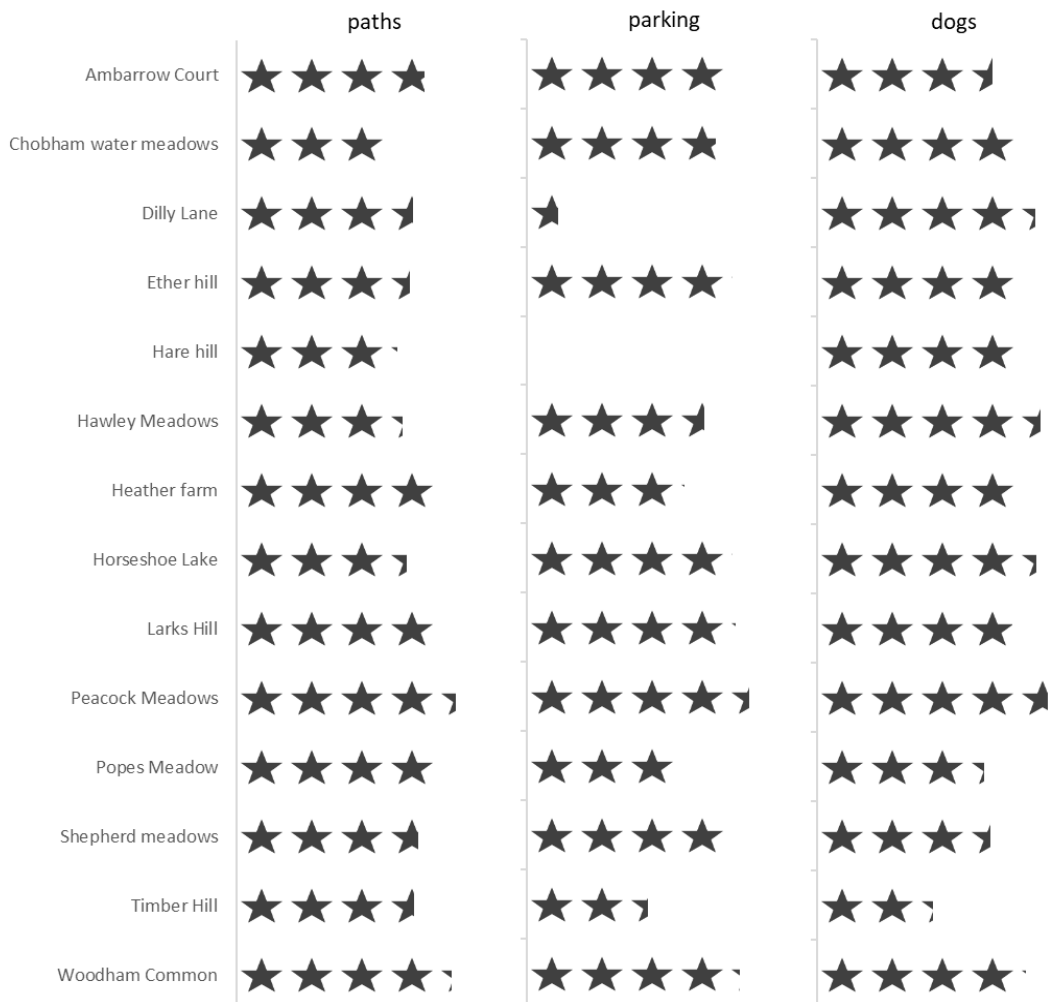 paths parking dogs
Ambarrow Court
Chobham water meadows
Dilly Lane
Ether hill
Hare hill
Hawley Meadows
Heather farm
Horseshoe Lake
Larks Hill
Peacock Meadows
Popes Meadow
Shepherd meadows
Timber Hill
Woodham Common